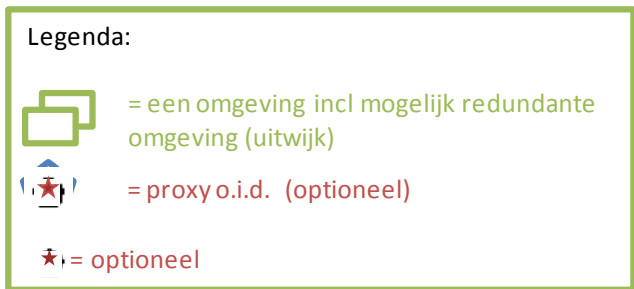 Legenda:
= een omgeving incl mogelijk redundante
omgeving (uitwijk)
= proxy o.i.d. (optioneel)
= optioneel